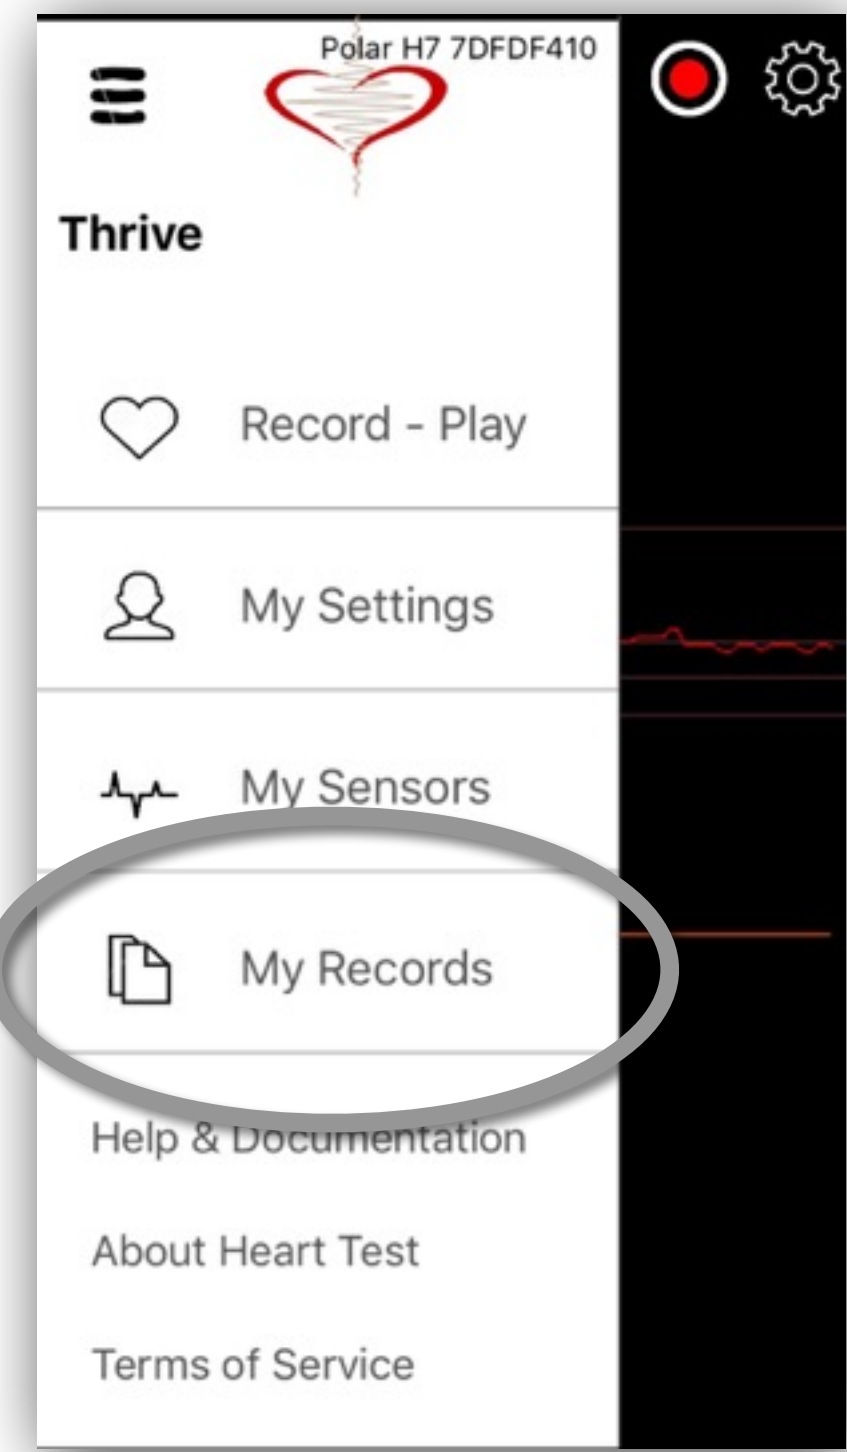 Polar H7 7DFDF410
Thrive
Record - Play
My Settings
My Sensors
My Records
Help & Documentation
About Heart Test
Terms of Service